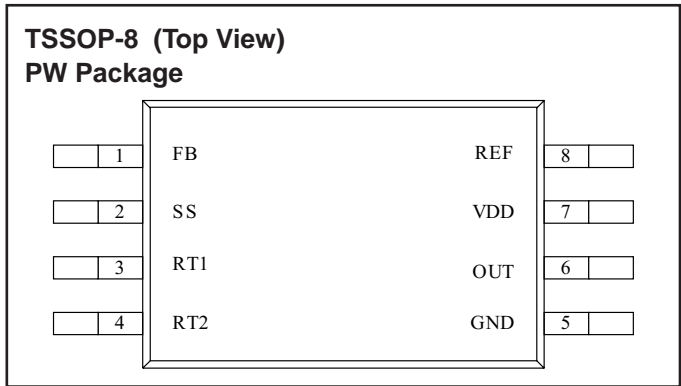 TSSOP-8 (Top View)
PW Package
1 FB REF 8
2 SS VDD 7
3 RT1 OUT 6
4 RT2 GND 5